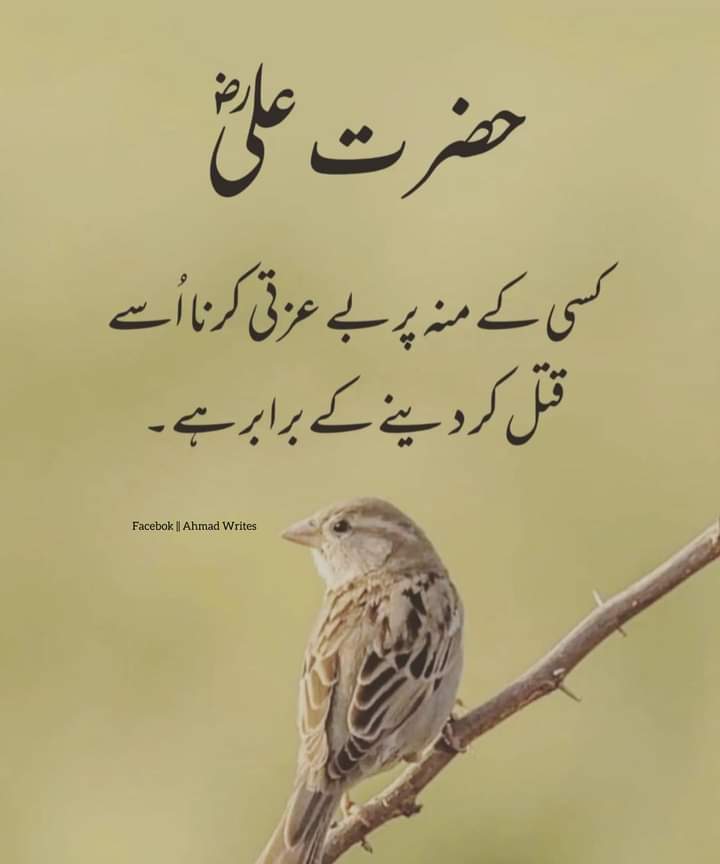 حضرت علیؓ
کسی کے منہ پر بے عزتی کرنا اُسے
قتل کر دینے کے برابر ہے ۔
Facebok || Ahmad Writes